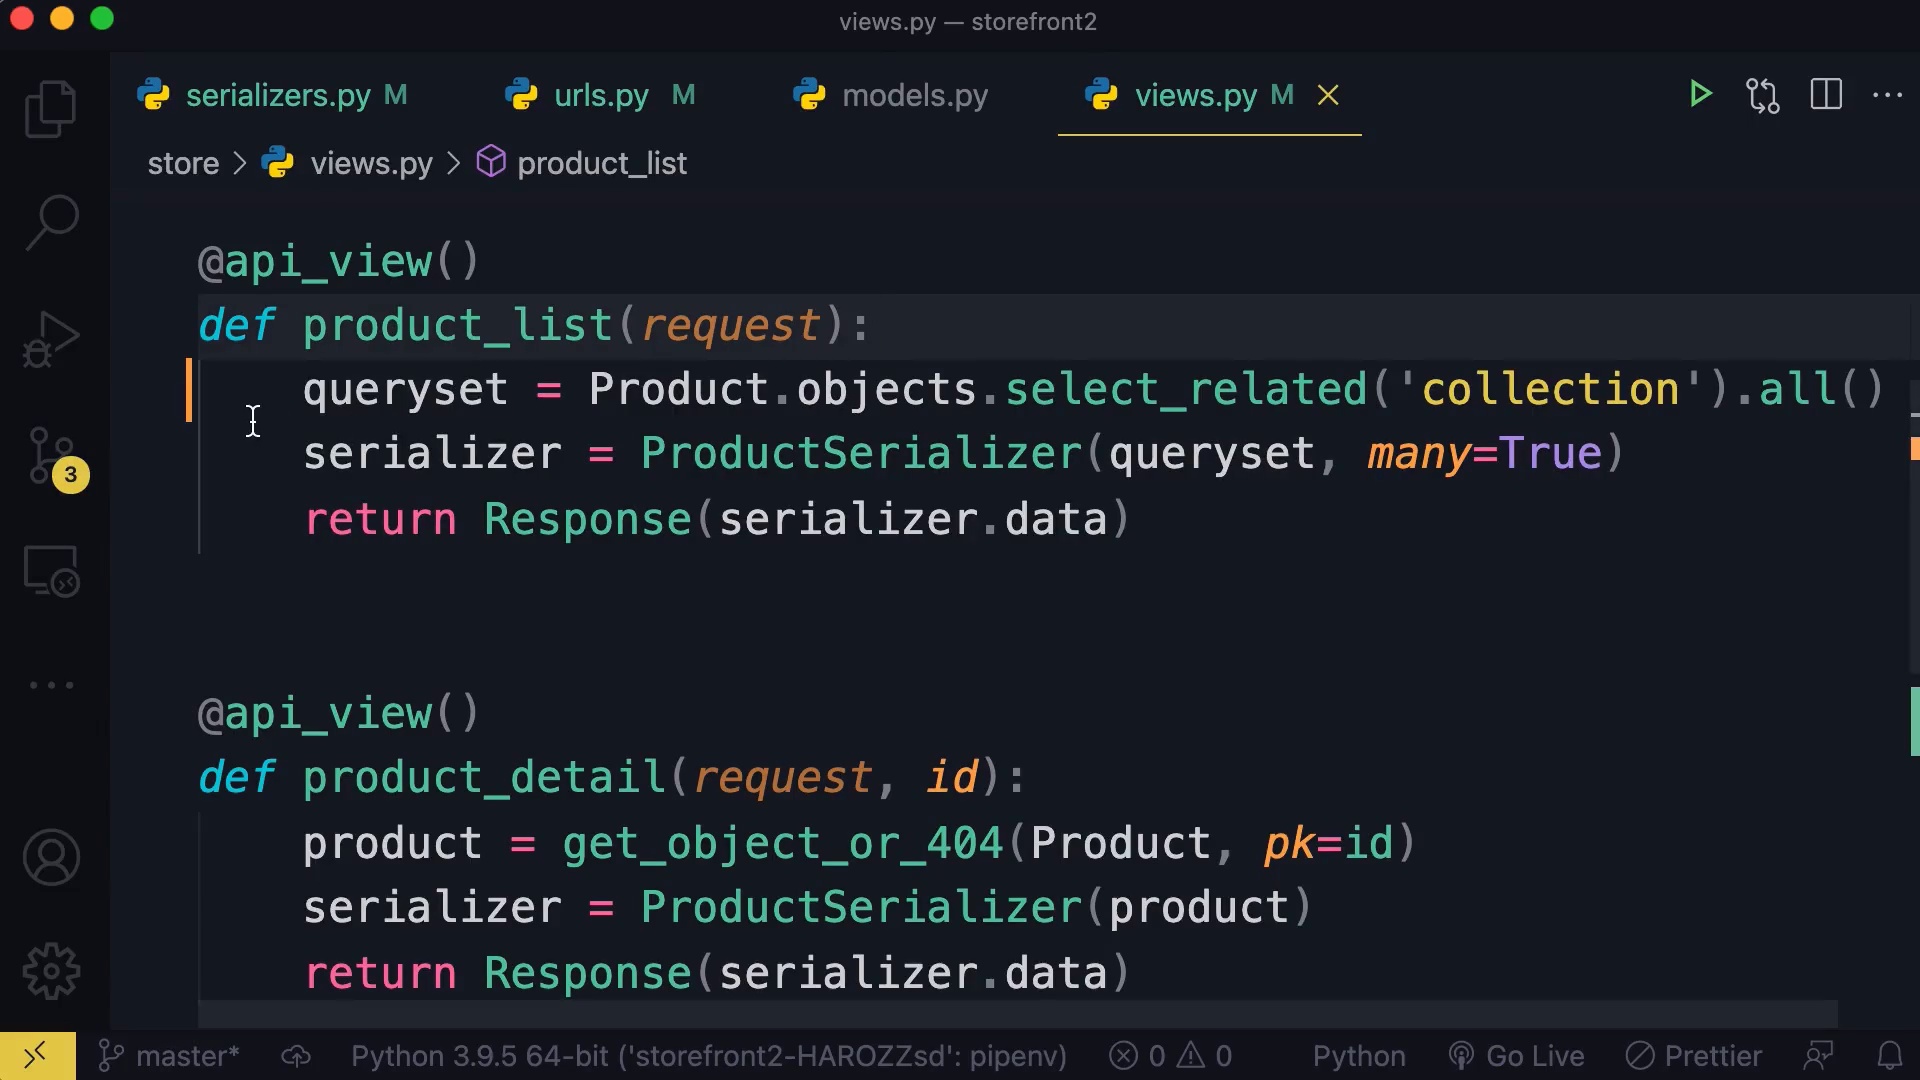 views.py — storefront2
serializers.py M urls.py M models.py views.py M
store > views.py > product_list
@api_view()
def product_list(request):
    queryset = Product.objects.select_related('collection').all()
    serializer = ProductSerializer(queryset, many=True)
    return Response(serializer.data)
@api_view()
def product_detail(request, id):
    product = get_object_or_404(Product, pk=id)
    serializer = ProductSerializer(product)
    return Response(serializer.data)
3
master* Python 3.9.5 64-bit ('storefront2-HAROZZsd': pipenv) 0 0 Python Go Live Prettier